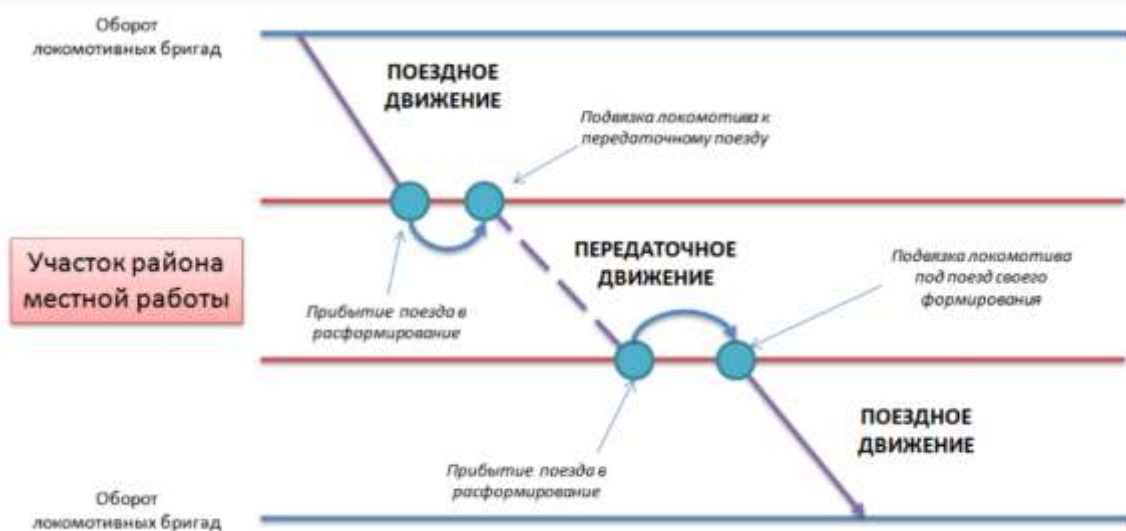 Оборот
локомотивных бригад
ПОЕЗДНОЕ
ДВИЖЕНИЕ
Подвязка локомотива к
передаточному поезду
Участок района
местной работы
ПЕРЕДАТОЧНОЕ
ДВИЖЕНИЕ
Подвязка локомотива
под поезд своего
формирования
Прибытие поезда в
расформирование
ПОЕЗДНОЕ
ДВИЖЕНИЕ
Прибытие поезда в
расформирование
Оборот
локомотивных бригад